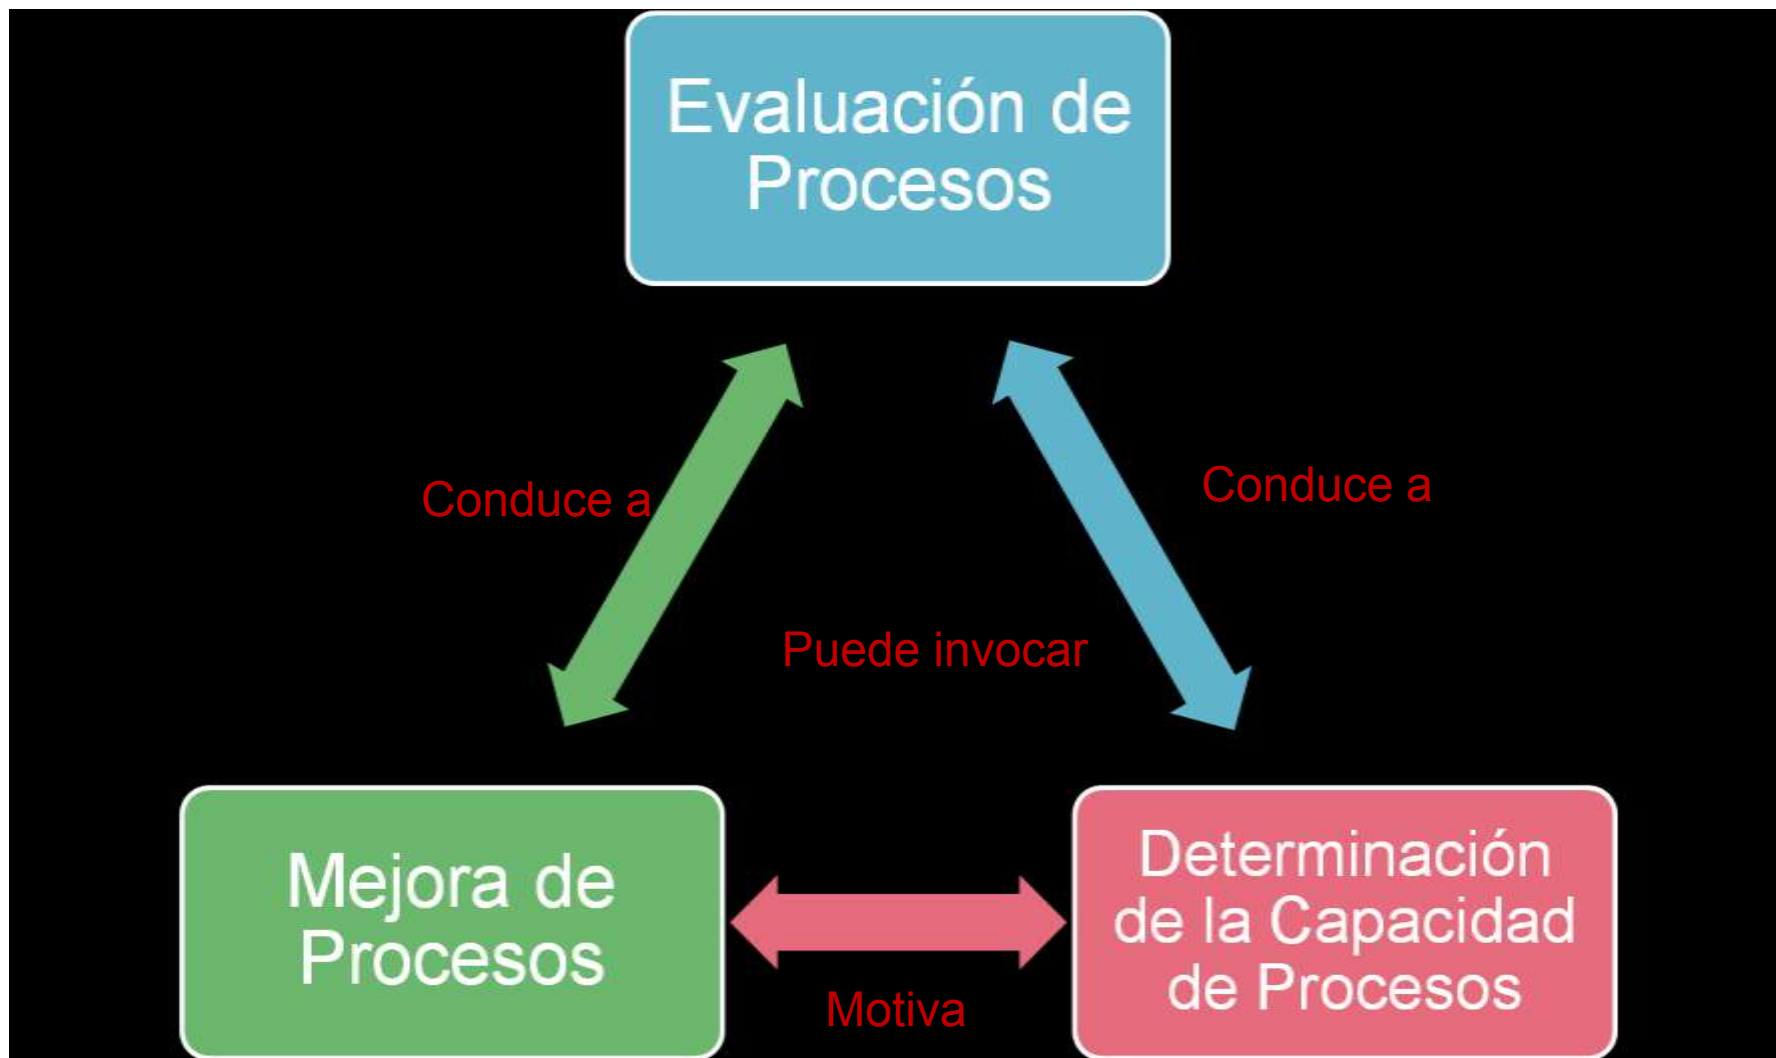 Evaluación de
Procesos
Conduce a
Conduce a
Puede invocar
Mejora de
Procesos
Determinación
de la Capacidad
de Procesos
Motiva